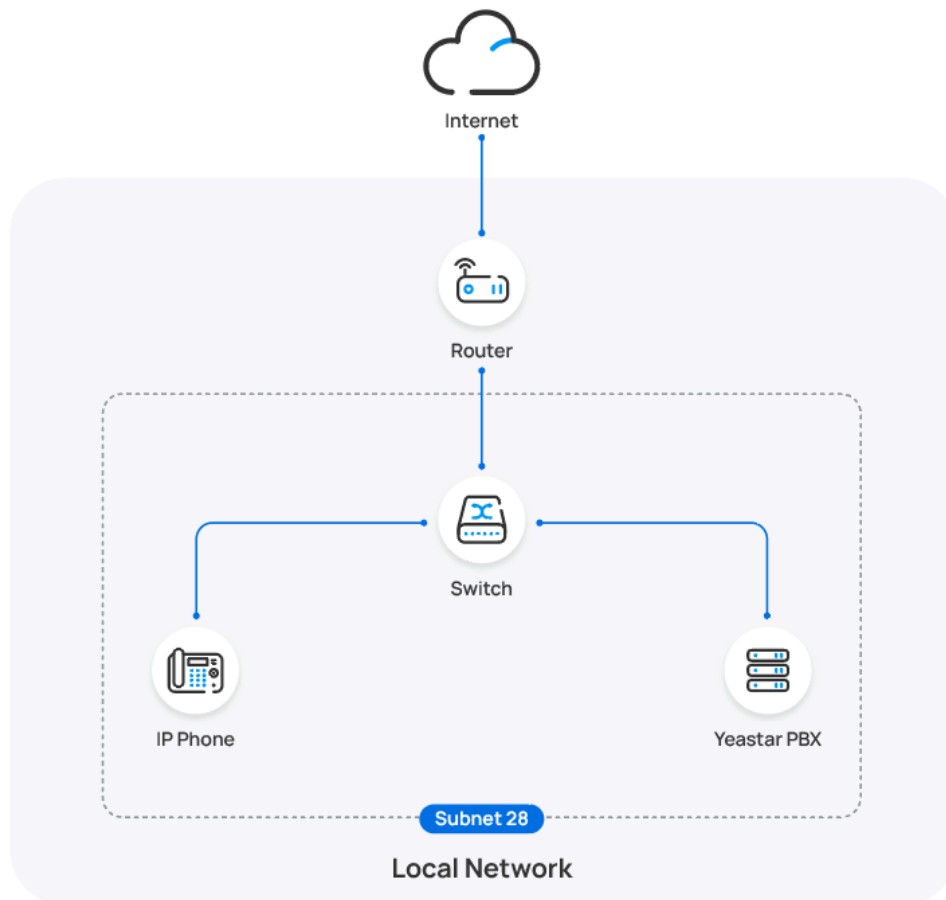 Internet
Router
Switch
IP Phone
Yeastar PBX
Subnet 28
Local Network